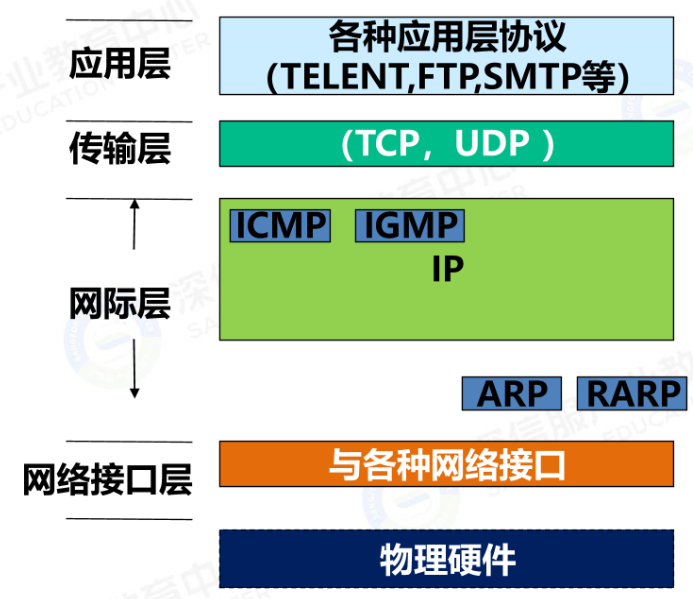 应用层
各种应用层协议
(TELENT,FTP,SMTP等)
传输层
(TCP，UDP )
ICMP IGMP
IP
网际层
ARP RARP
网络接口层
与各种网络接口
物理硬件